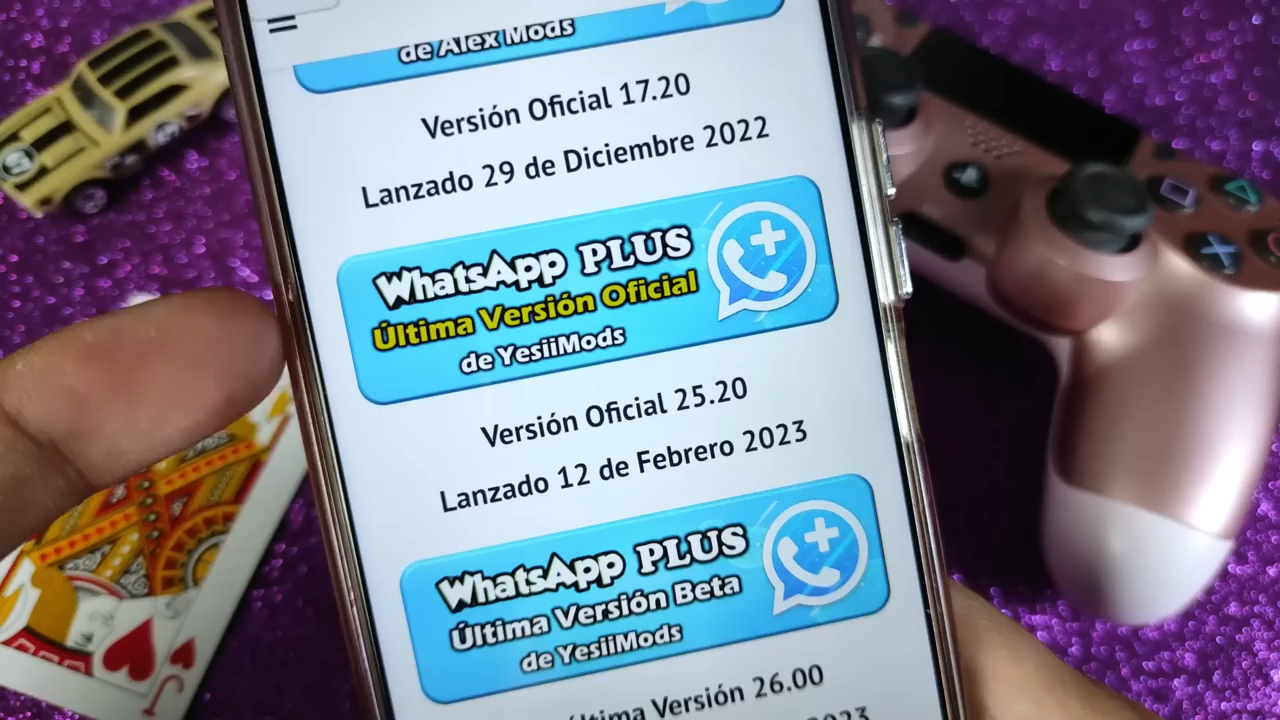 de Alex Mods
Versión Oficial 17.20
Lanzado 29 de Diciembre 2022
WhatsApp PLUS
Última Versión Oficial
de YesiiMods
Versión Oficial 25.20
Lanzado 12 de Febrero 2023
WhatsApp PLUS
Última Versión Beta
de YesiiMods
Última Versión 26.00
J